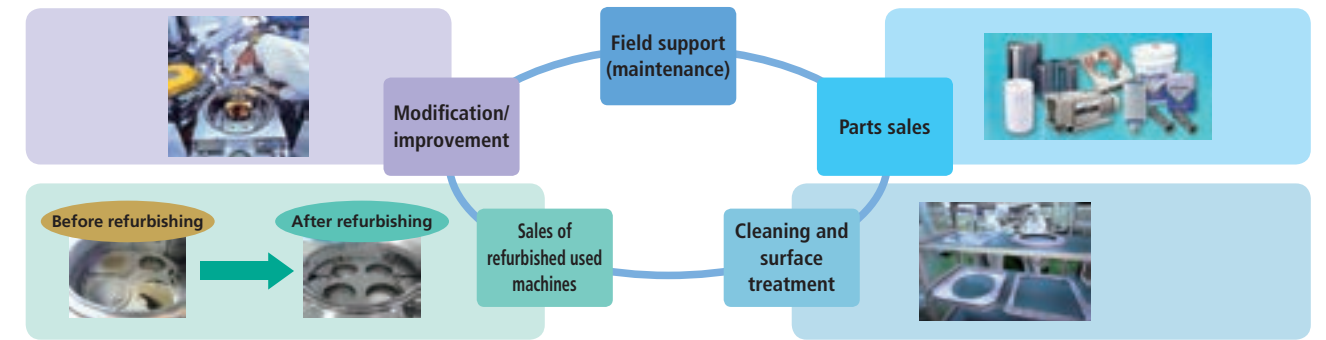 Field support
(maintenance)
Modification/
improvement
Parts sales
Before refurbishing
After refurbishing
Sales of
refurbished used
machines
Cleaning and
surface
treatment